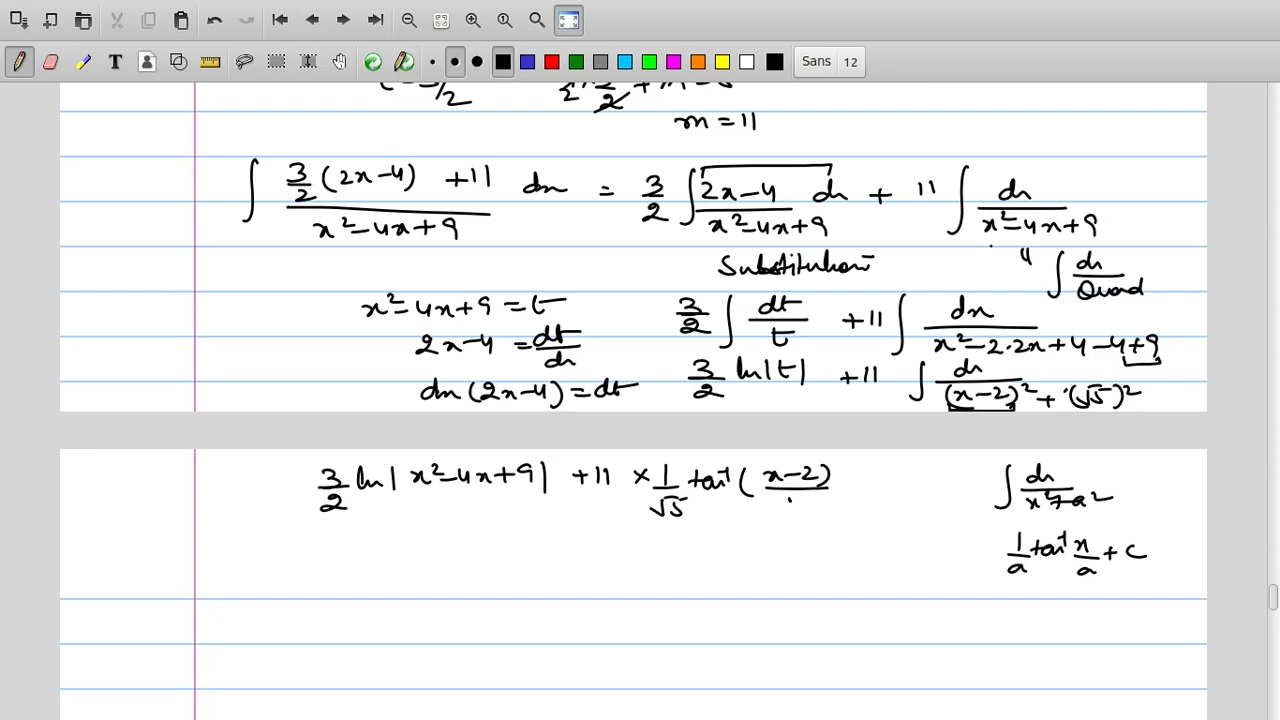 Sans 12
m = 11
∫ 3/2 (2x-4) + 11 / x²-4x+9 dx = 3/2 ∫ 2x-4 / x²-4x+9 dx + 11 ∫ dx / x²-4x+9
Substitution
∫ dx / Quad
x²-4x+9 = t
3/2 ∫ dt/t + 11 ∫ dx / x²-2·2x+4-4+9
2x-4 = dt/dx
3/2 ln|t| + 11 ∫ dx / (x-2)² + (√5)²
dx (2x-4) = dt
3/2 ln | x²-4x+9 | + 11 × 1/√5 tan⁻¹ ( x-2)
∫ dx / x²+a²
1/a tan⁻¹ x/a + c